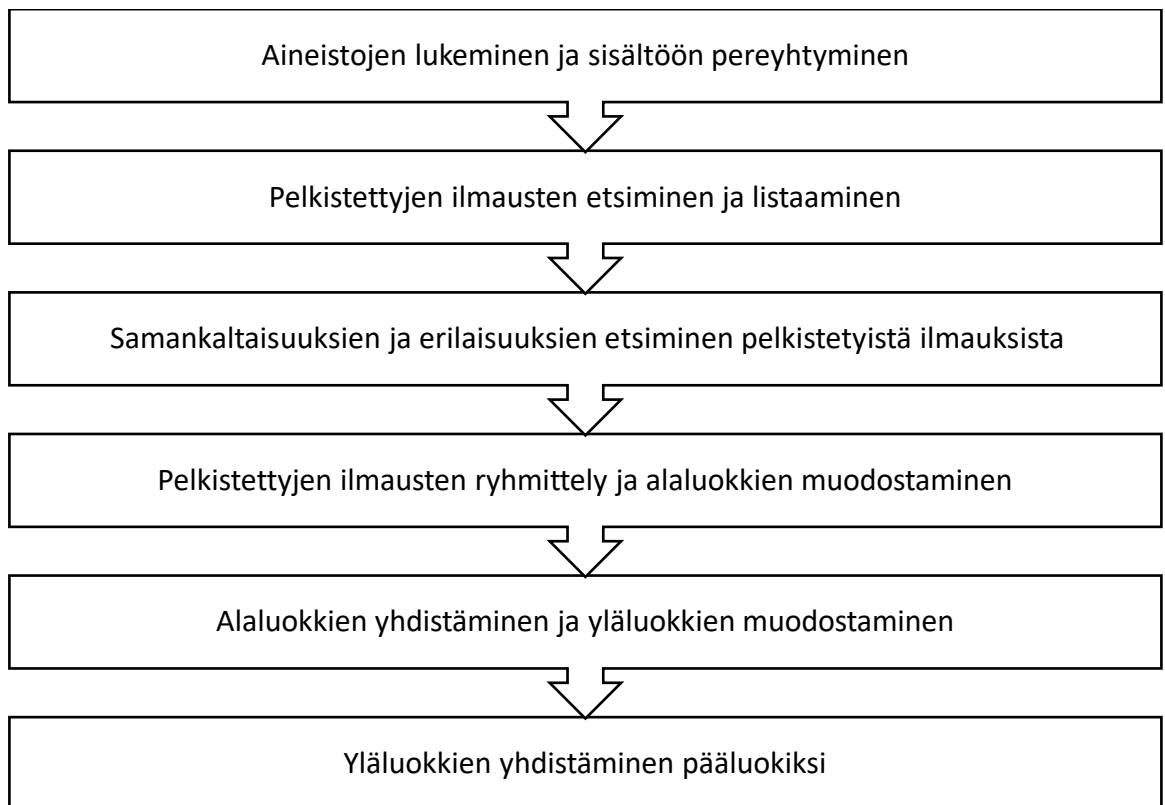 Aineistojen lukeminen ja sisältöön pereyhtyminen
Pelkistettyjen ilmausten etsiminen ja listaaminen
Samankaltaisuuksien ja erilaisuuksien etsiminen pelkistetyistä ilmauksista
Pelkistettyjen ilmausten ryhmittely ja alaluokkien muodostaminen
Alaluokkien yhdistäminen ja yläluokkien muodostaminen
Yläluokkien yhdistäminen pääluokiksi